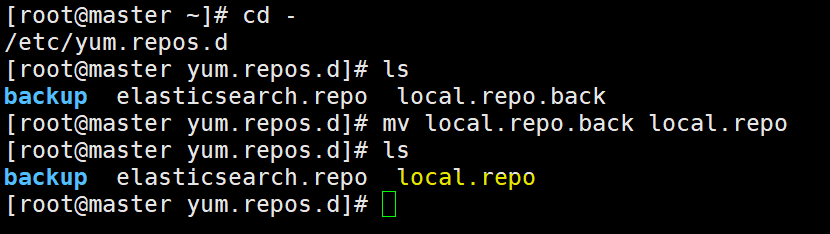 [root@master ~]# cd -
/etc/yum.repos.d
[root@master yum.repos.d]# ls
backup  elasticsearch.repo  local.repo.back
[root@master yum.repos.d]# mv local.repo.back local.repo
[root@master yum.repos.d]# ls
backup  elasticsearch.repo  local.repo
[root@master yum.repos.d]#